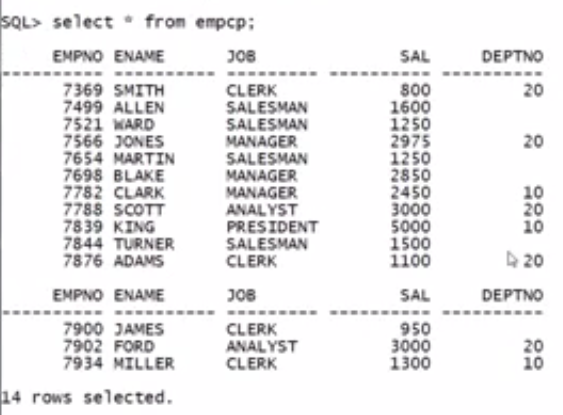 SQL> select * from empcp;
EMPNO ENAME JOB SAL DEPTNO
---------- ---------- --------- ---------- ----------
7369 SMITH CLERK 800 20
7499 ALLEN SALESMAN 1600
7521 WARD SALESMAN 1250
7566 JONES MANAGER 2975 20
7654 MARTIN SALESMAN 1250
7698 BLAKE MANAGER 2850
7782 CLARK MANAGER 2450 10
7788 SCOTT ANALYST 3000 20
7839 KING PRESIDENT 5000 10
7844 TURNER SALESMAN 1500
7876 ADAMS CLERK 1100 20
EMPNO ENAME JOB SAL DEPTNO
---------- ---------- --------- ---------- ----------
7900 JAMES CLERK 950
7902 FORD ANALYST 3000 20
7934 MILLER CLERK 1300 10
14 rows selected.